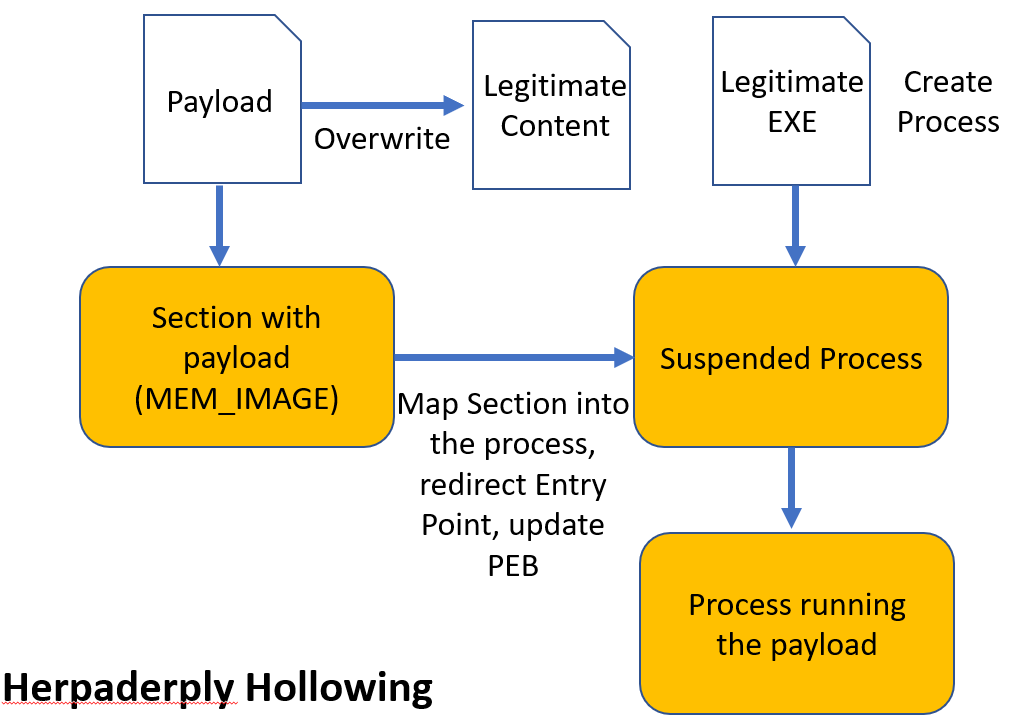 Payload
Overwrite
Legitimate
Content
Legitimate
EXE
Create
Process
Section with
payload
(MEM_IMAGE)
Map Section into
the process,
redirect Entry
Point, update
PEB
Suspended Process
Process running
the payload
Herpaderply Hollowing